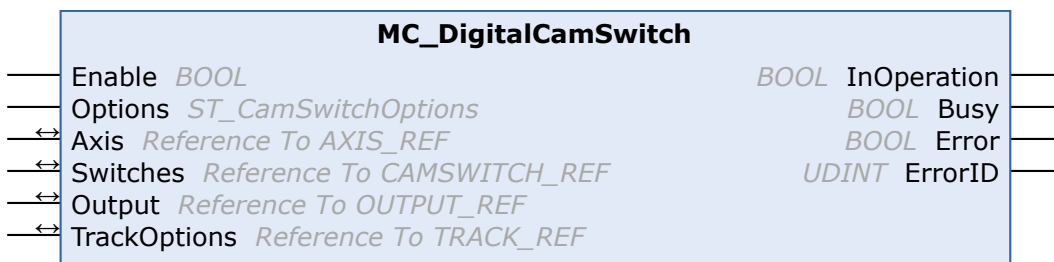 MC_DigitalCamSwitch
Enable BOOL BOOL InOperation
Options ST_CamSwitchOptions BOOL Busy
↔ Axis Reference To AXIS_REF BOOL Error
↔ Switches Reference To CAMSWITCH_REF UDINT ErrorID
↔ Output Reference To OUTPUT_REF
↔ TrackOptions Reference To TRACK_REF